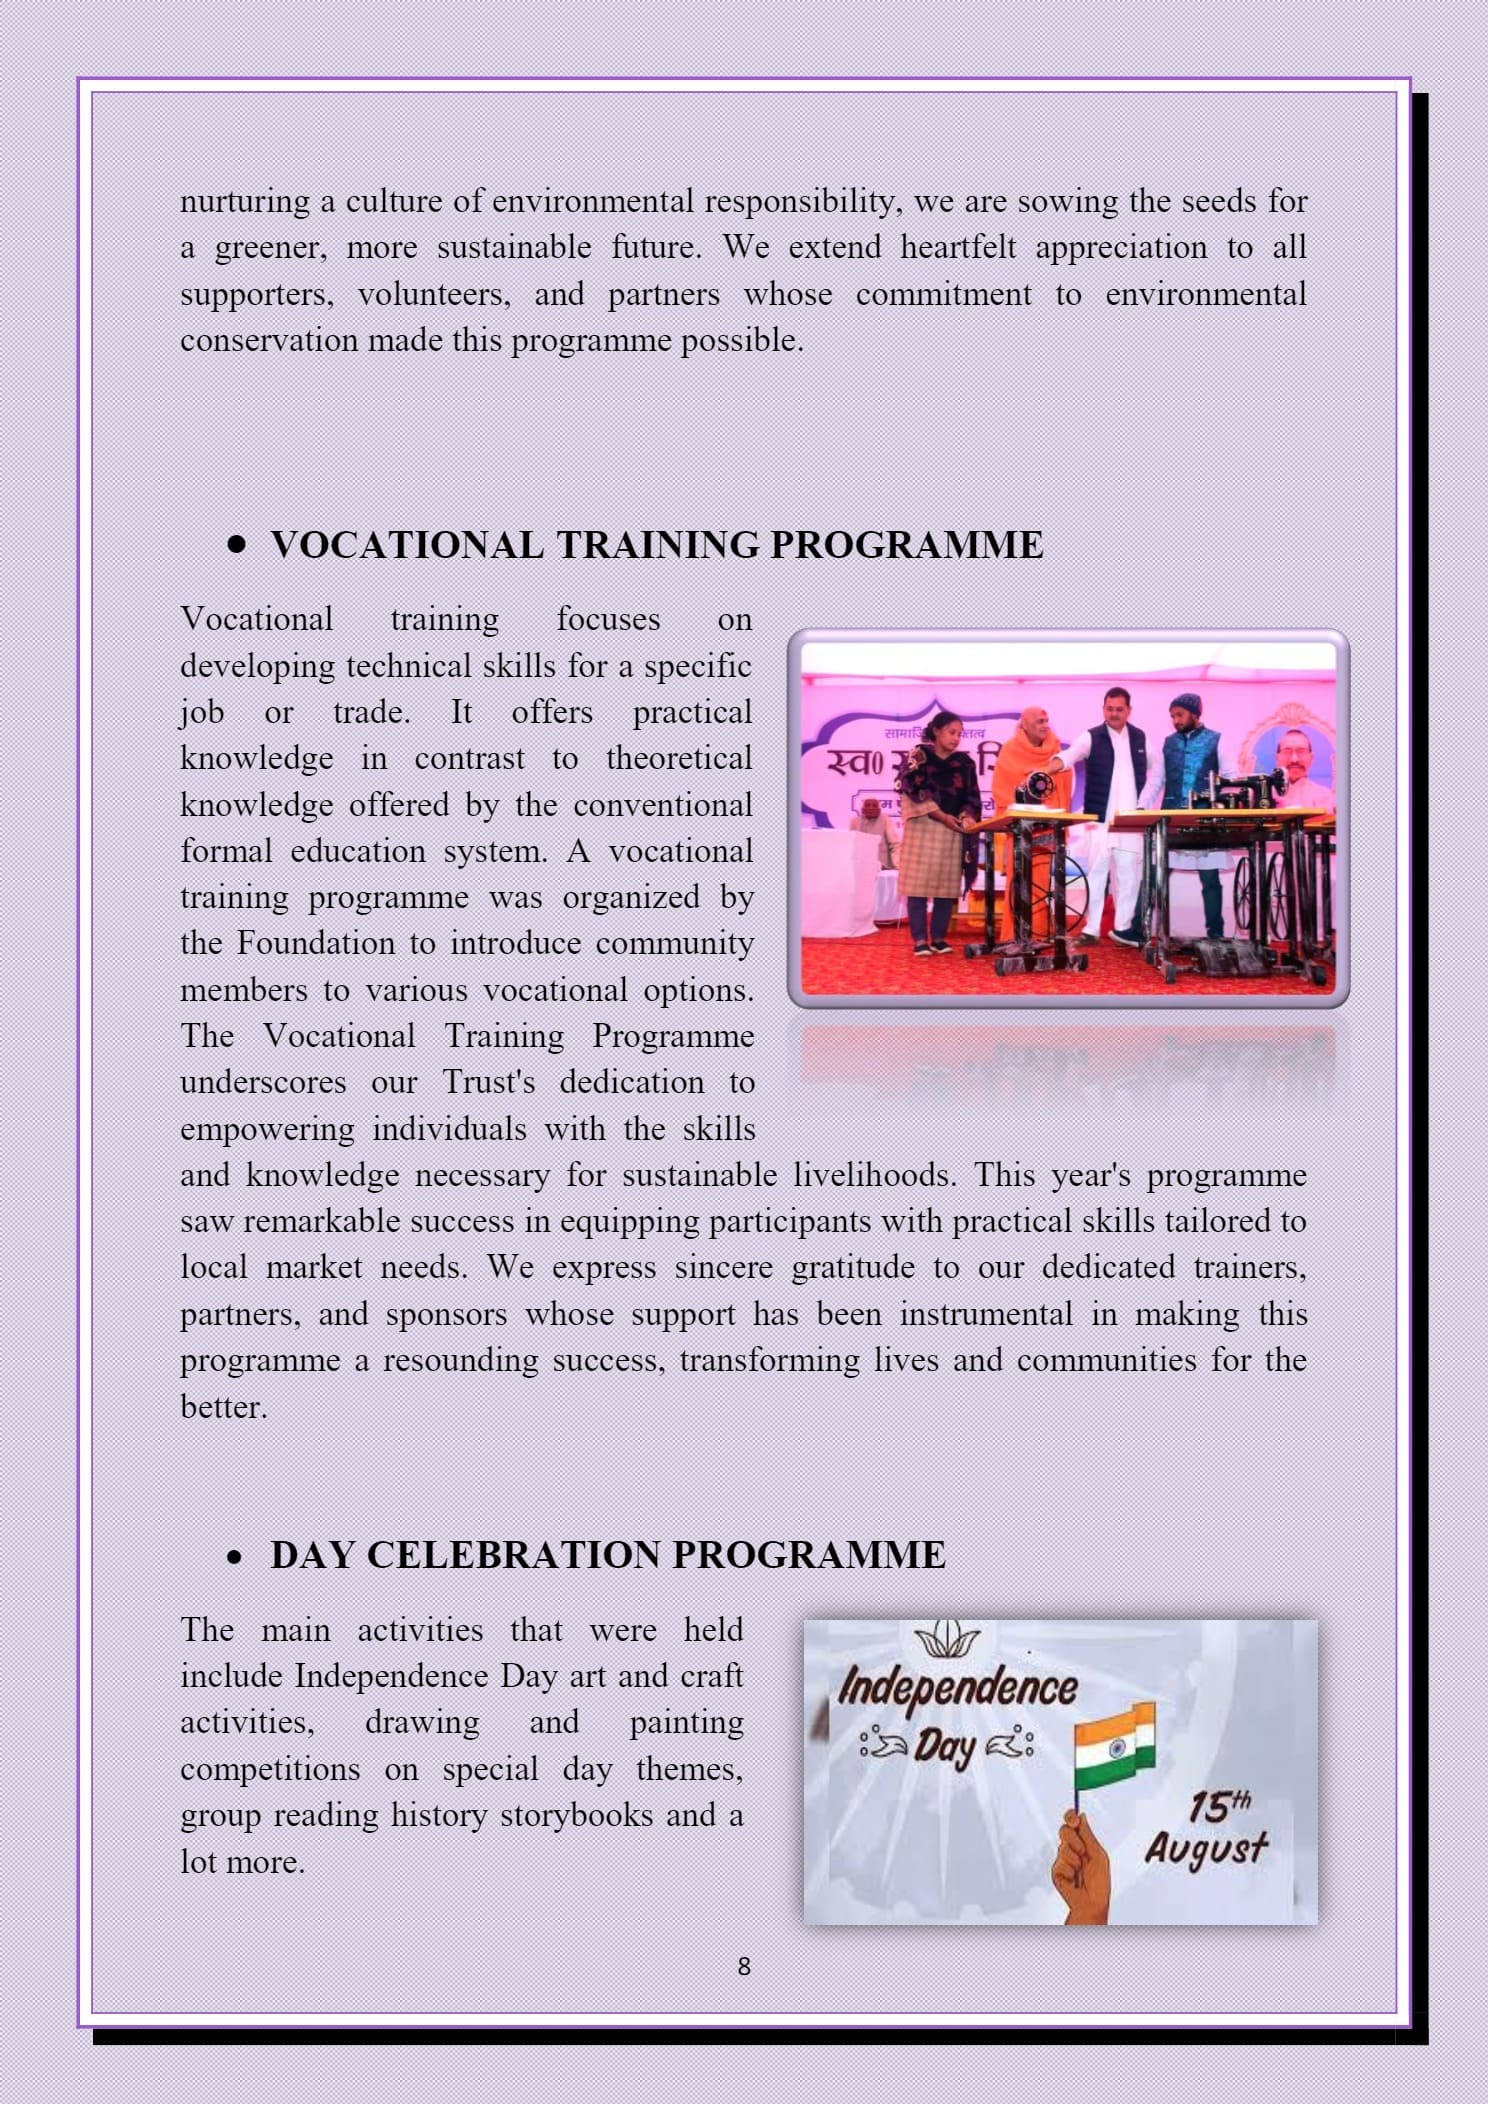 nurturing a culture of environmental responsibility, we are sowing the seeds for
a greener, more sustainable future. We extend heartfelt appreciation to all
supporters, volunteers, and partners whose commitment to environmental
conservation made this programme possible.
• VOCATIONAL TRAINING PROGRAMME
Vocational training focuses on
developing technical skills for a specific
job or trade. It offers practical
knowledge in contrast to theoretical
knowledge offered by the conventional
formal education system. A vocational
training programme was organized by
the Foundation to introduce community
members to various vocational options.
The Vocational Training Programme
underscores our Trust's dedication to
empowering individuals with the skills
and knowledge necessary for sustainable livelihoods. This year's programme
saw remarkable success in equipping participants with practical skills tailored to
local market needs. We express sincere gratitude to our dedicated trainers,
partners, and sponsors whose support has been instrumental in making this
programme a resounding success, transforming lives and communities for the
better.
स्व०
• DAY CELEBRATION PROGRAMME
The main activities that were held
include Independence Day art and craft
activities, drawing and painting
competitions on special day themes,
group reading history storybooks and a
lot more.
Independence
Day
15th
August
8